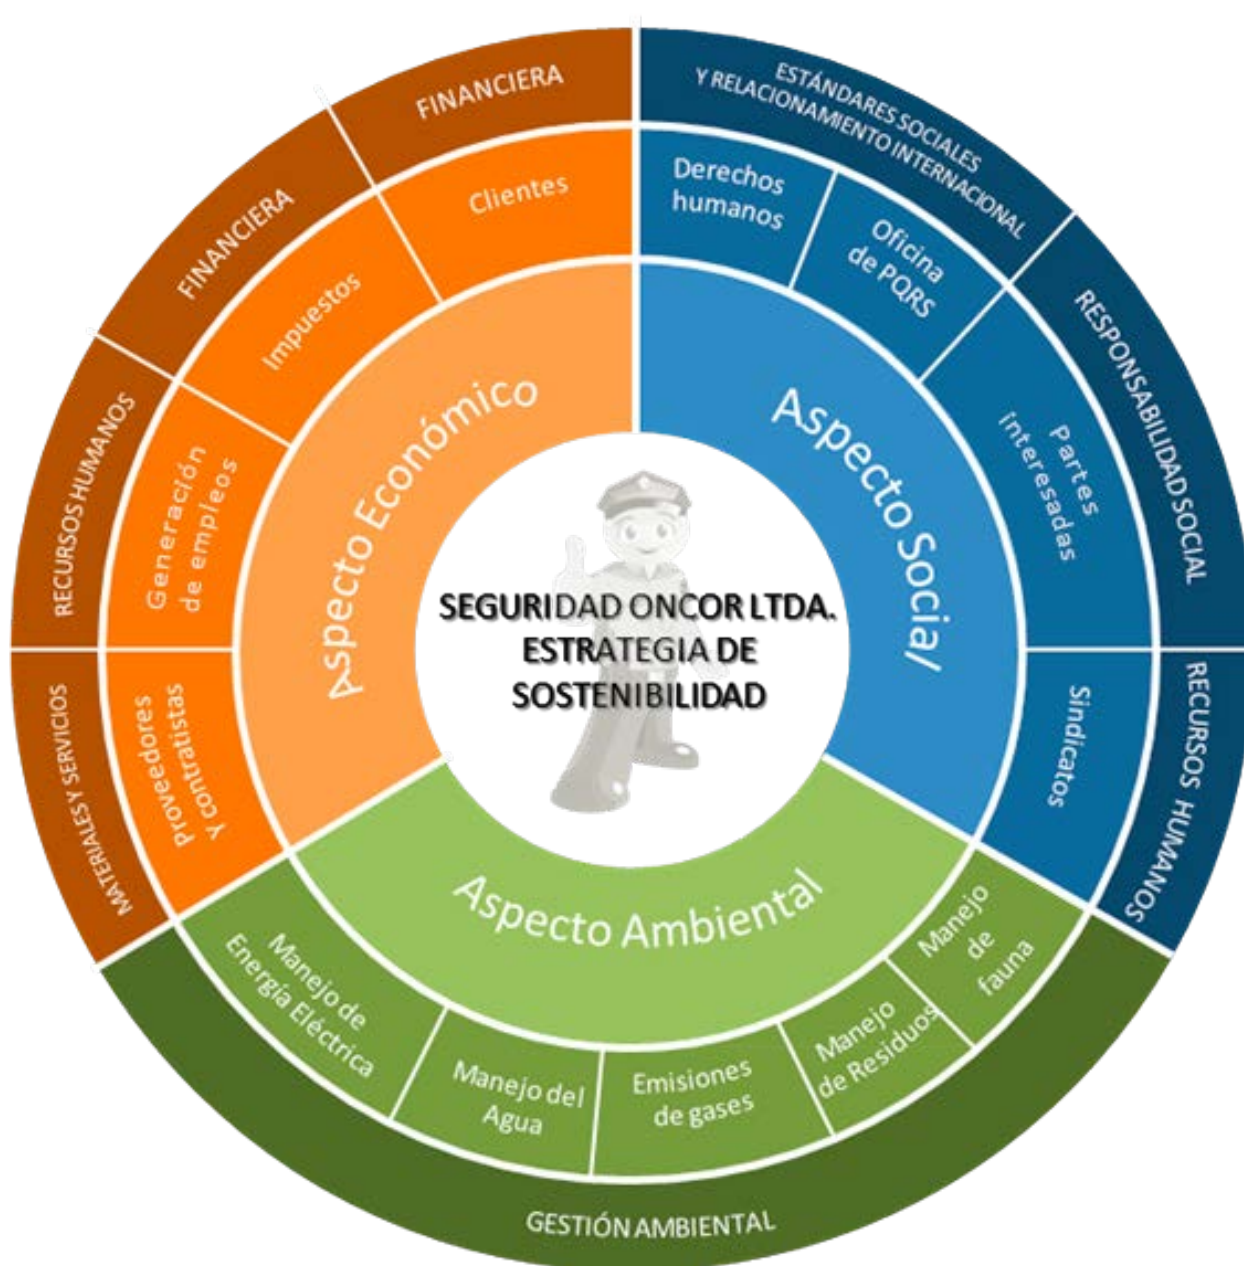 SEGURIDAD ONCOR LTDA.
ESTRATEGIA DE
SOSTENIBILIDAD
Aspecto Económico
Clientes
FINANCIERA
Impuestos
FINANCIERA
Generación
de empleos
RECURSOS HUMANOS
Proveedores
Y contratistas
MATERIALES Y SERVICIOS
Aspecto Social
Derechos
humanos
Oficina
de PQRS
ESTÁNDARES SOCIALES
Y RELACIONAMIENTO INTERNACIONAL
Partes
interesadas
RESPONSABILIDAD SOCIAL
Sindicatos
RECURSOS HUMANOS
Aspecto Ambiental
Manejo de
Energía Eléctrica
Manejo del
Agua
Emisiones
de gases
Manejo
de Residuos
Manejo
de
fauna
GESTIÓN AMBIENTAL